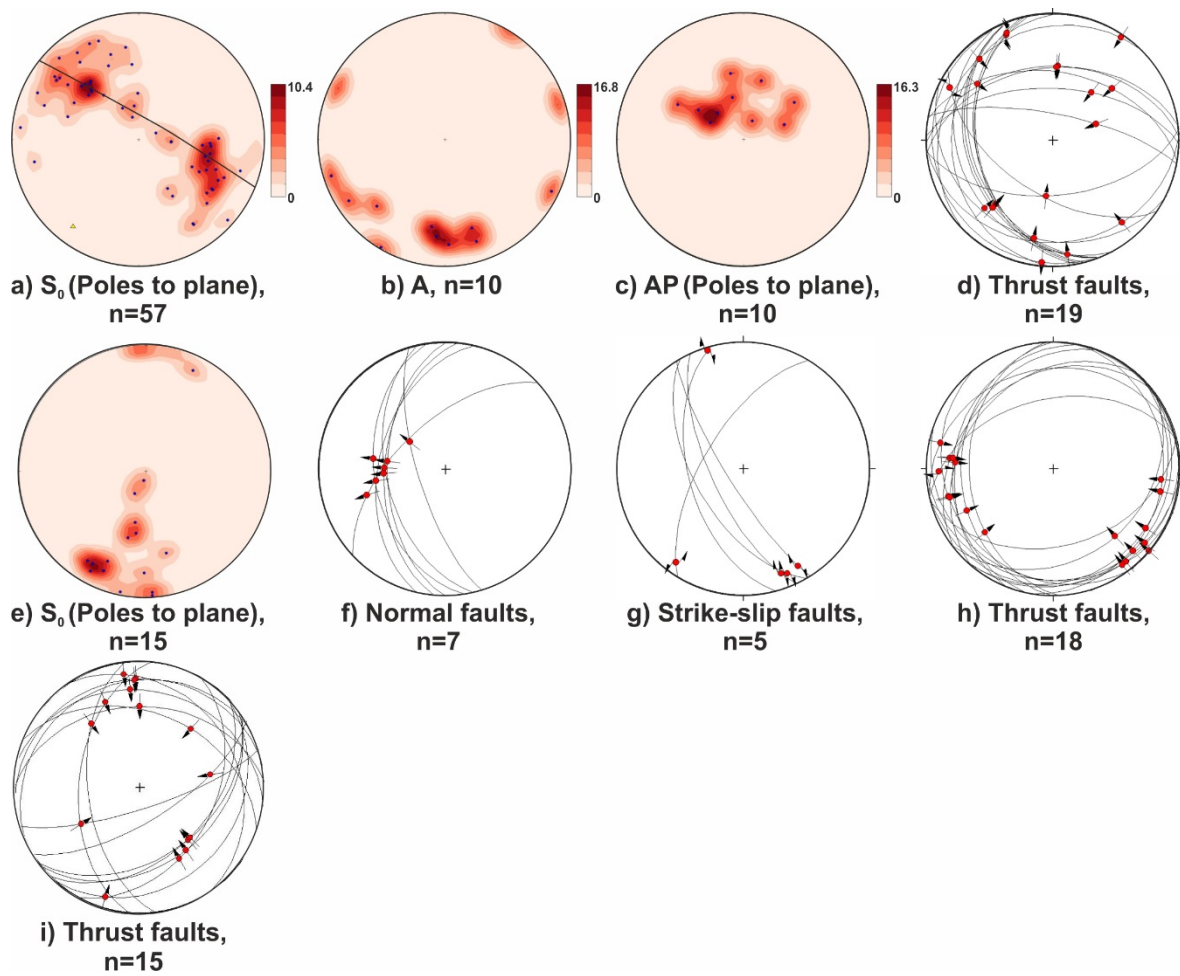 10.4
0
16.8
0
16.3
0
a) S₀ (Poles to plane),
n=57
b) A, n=10
c) AP (Poles to plane),
n=10
d) Thrust faults,
n=19
e) S₀ (Poles to plane),
n=15
f) Normal faults,
n=7
g) Strike-slip faults,
n=5
h) Thrust faults,
n=18
i) Thrust faults,
n=15